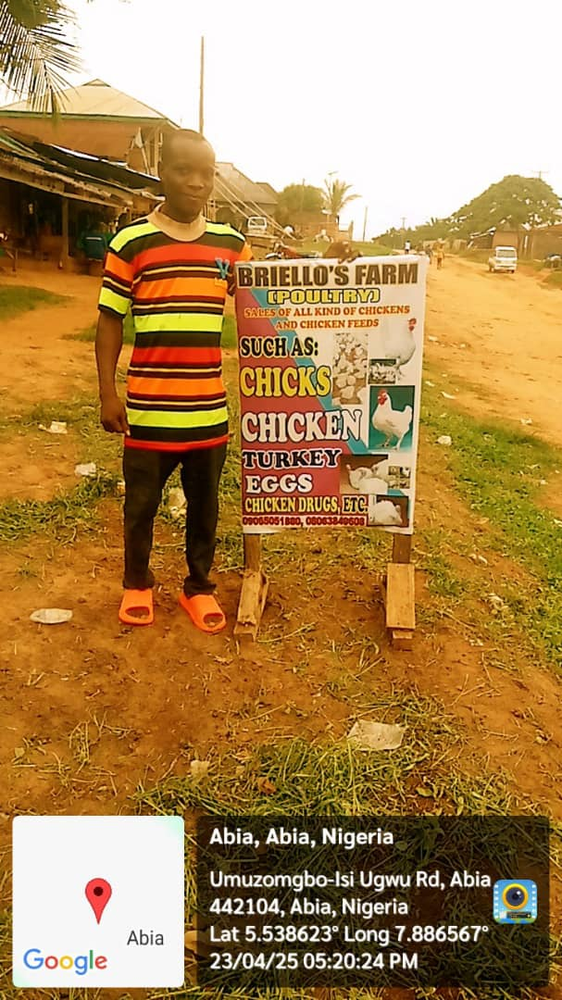 BRIELLO'S FARM
(POULTRY)
SALES OF ALL KIND OF CHICKENS
AND CHICKEN FEEDS
SUCH AS:
CHICKS
CHICKEN
TURKEY
EGGS
CHICKEN DRUGS, ETC.
09065051880, 08063849608
Abia, Abia, Nigeria
Umuzomgbo-Isi Ugwu Rd, Abia
442104, Abia, Nigeria
Lat 5.538623° Long 7.886567°
23/04/25 05:20:24 PM
Abia
Google